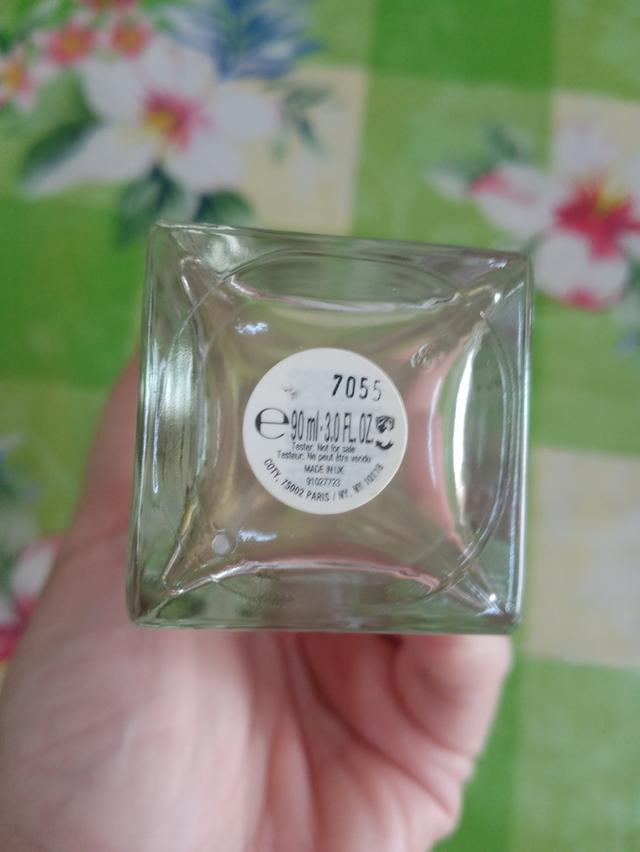 7055
℮ 90 ml · 3.0 FL. OZ
Tester. Not for sale
Testeur. Ne peut être vendu
MADE IN UK
91027723
COTY, 75002 PARIS / NY, NY 10118